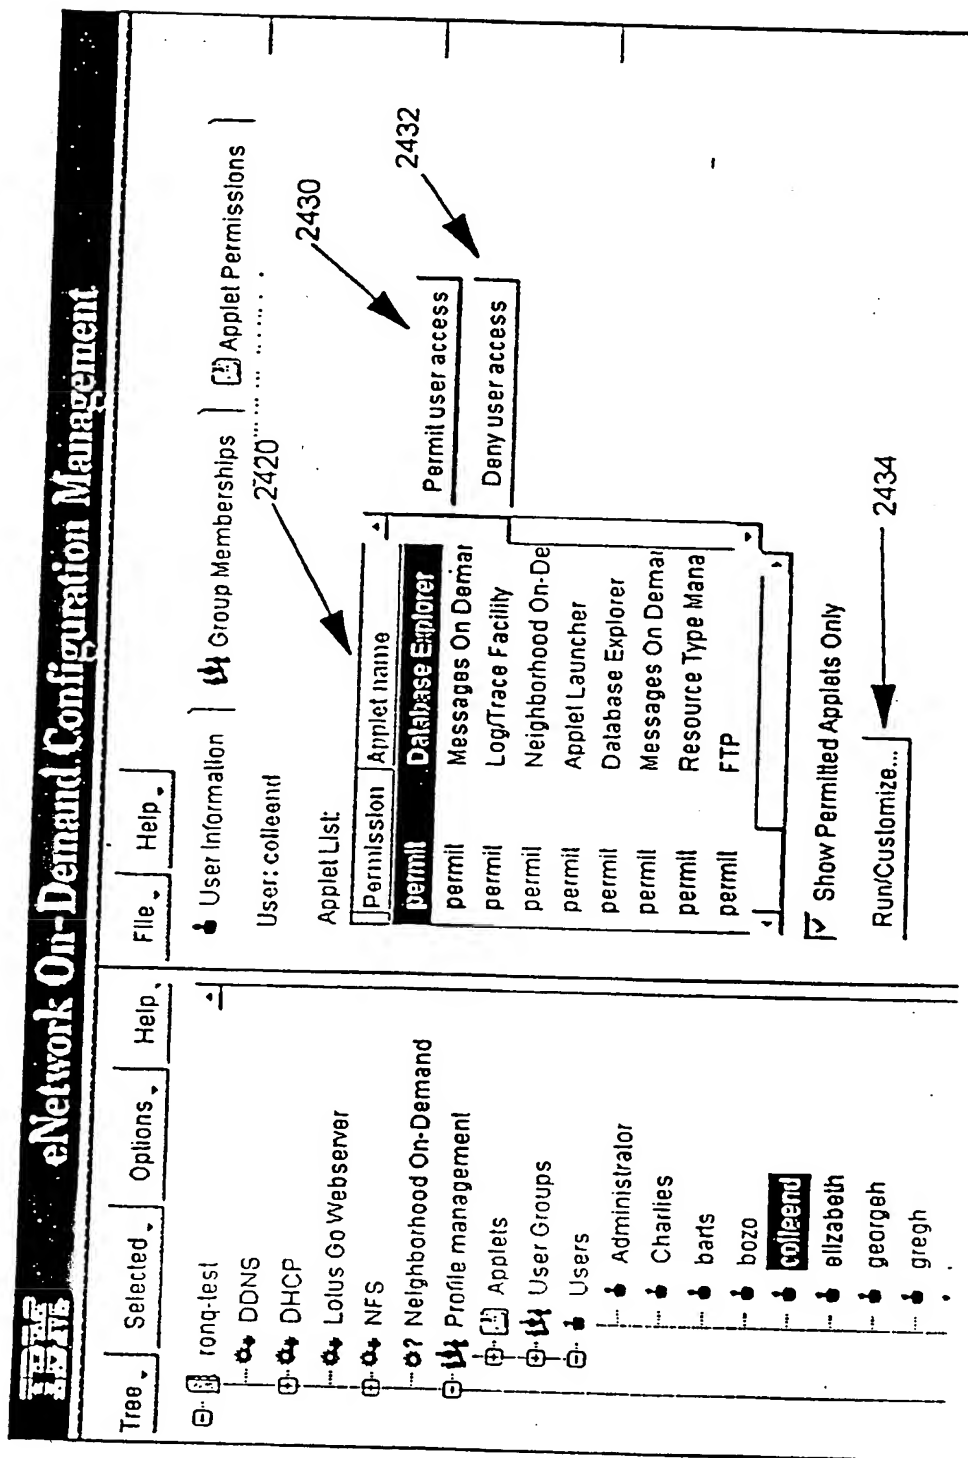 IBM
eNetwork On-Demand Configuration Management
Tree Selected Options Help
File Help
rong-test
DDNS
DHCP
Lotus Go Webserver
NFS
? Neighborhood On-Demand
Profile management
Applets
User Groups
Users
Administrator
Charlies
barts
bozo
colleend
elizabeth
georgeh
gregh
User Information Group Memberships Applet Permissions
User: colleend
Applet List:
2420
Permission Applet name
permit Database Explorer
permit Messages On Demar
permit Log/Trace Facility
permit Neighborhood On-De
permit Applet Launcher
permit Database Explorer
permit Messages On Demar
permit Resource Type Mana
permit FTP
Permit user access
2430
Deny user access
2432
Show Permitted Applets Only
Run/Customize...
2434